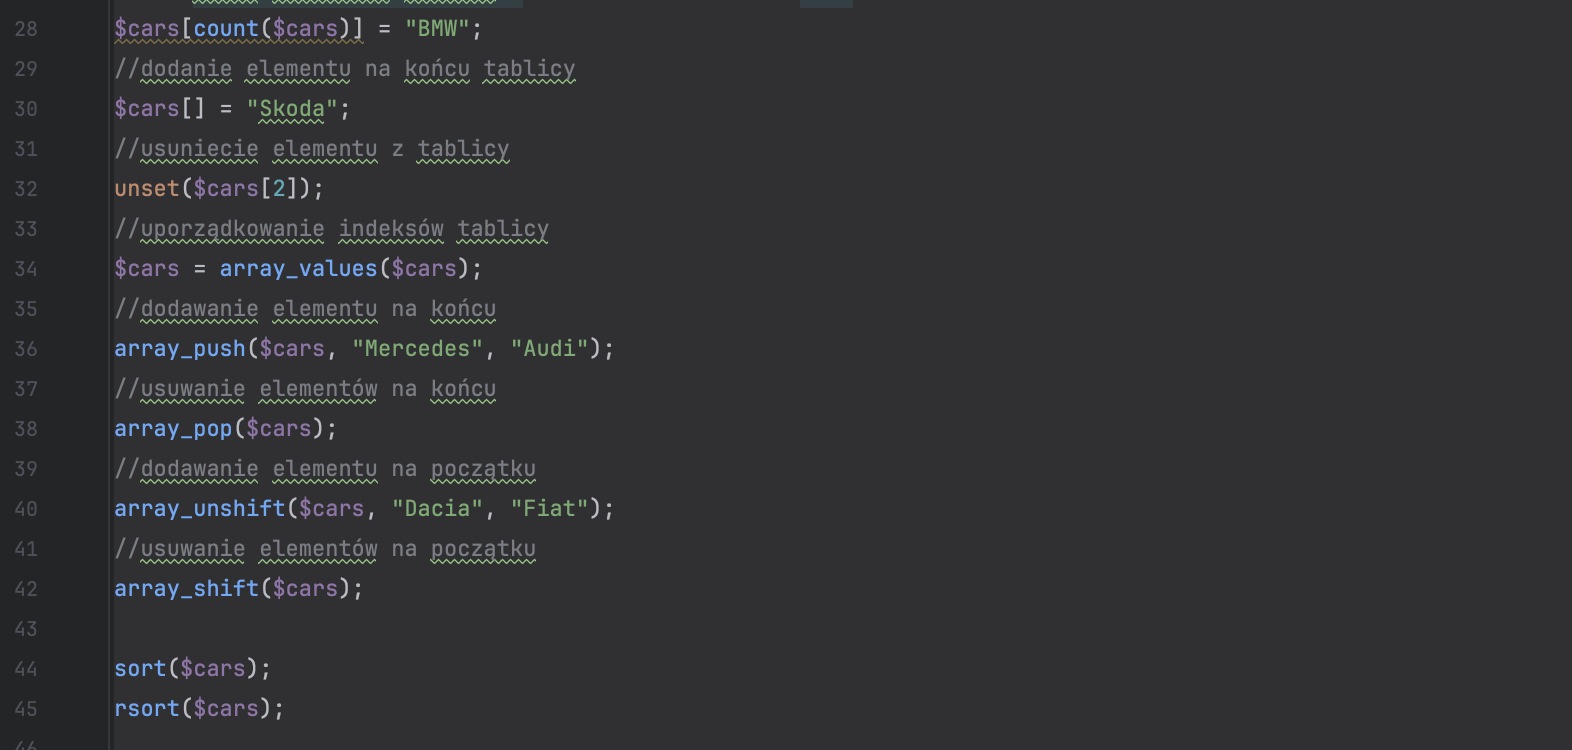 28 $cars[count($cars)] = "BMW";
29 //dodanie elementu na końcu tablicy
30 $cars[] = "Skoda";
31 //usuniecie elementu z tablicy
32 unset($cars[2]);
33 //uporządkowanie indeksów tablicy
34 $cars = array_values($cars);
35 //dodawanie elementu na końcu
36 array_push($cars, "Mercedes", "Audi");
37 //usuwanie elementów na końcu
38 array_pop($cars);
39 //dodawanie elementu na początku
40 array_unshift($cars, "Dacia", "Fiat");
41 //usuwanie elementów na początku
42 array_shift($cars);
43
44 sort($cars);
45 rsort($cars);
46